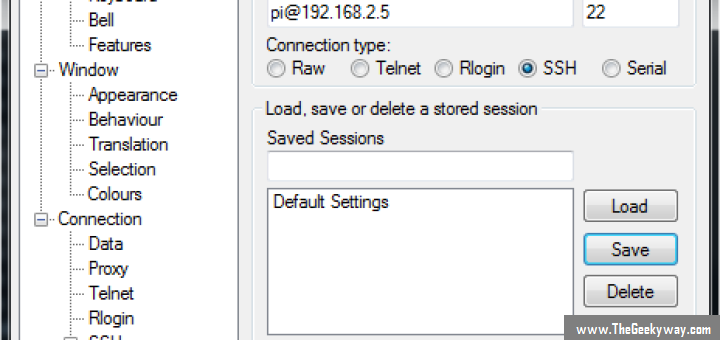 Keyboard
Bell
Features
Window
Appearance
Behaviour
Translation
Selection
Colours
Connection
Data
Proxy
Telnet
Rlogin
SSH
pi@192.168.2.5
22
Connection type:
Raw Telnet Rlogin SSH Serial
Load, save or delete a stored session
Saved Sessions
Default Settings
Load
Save
Delete
www.TheGeekyway.com